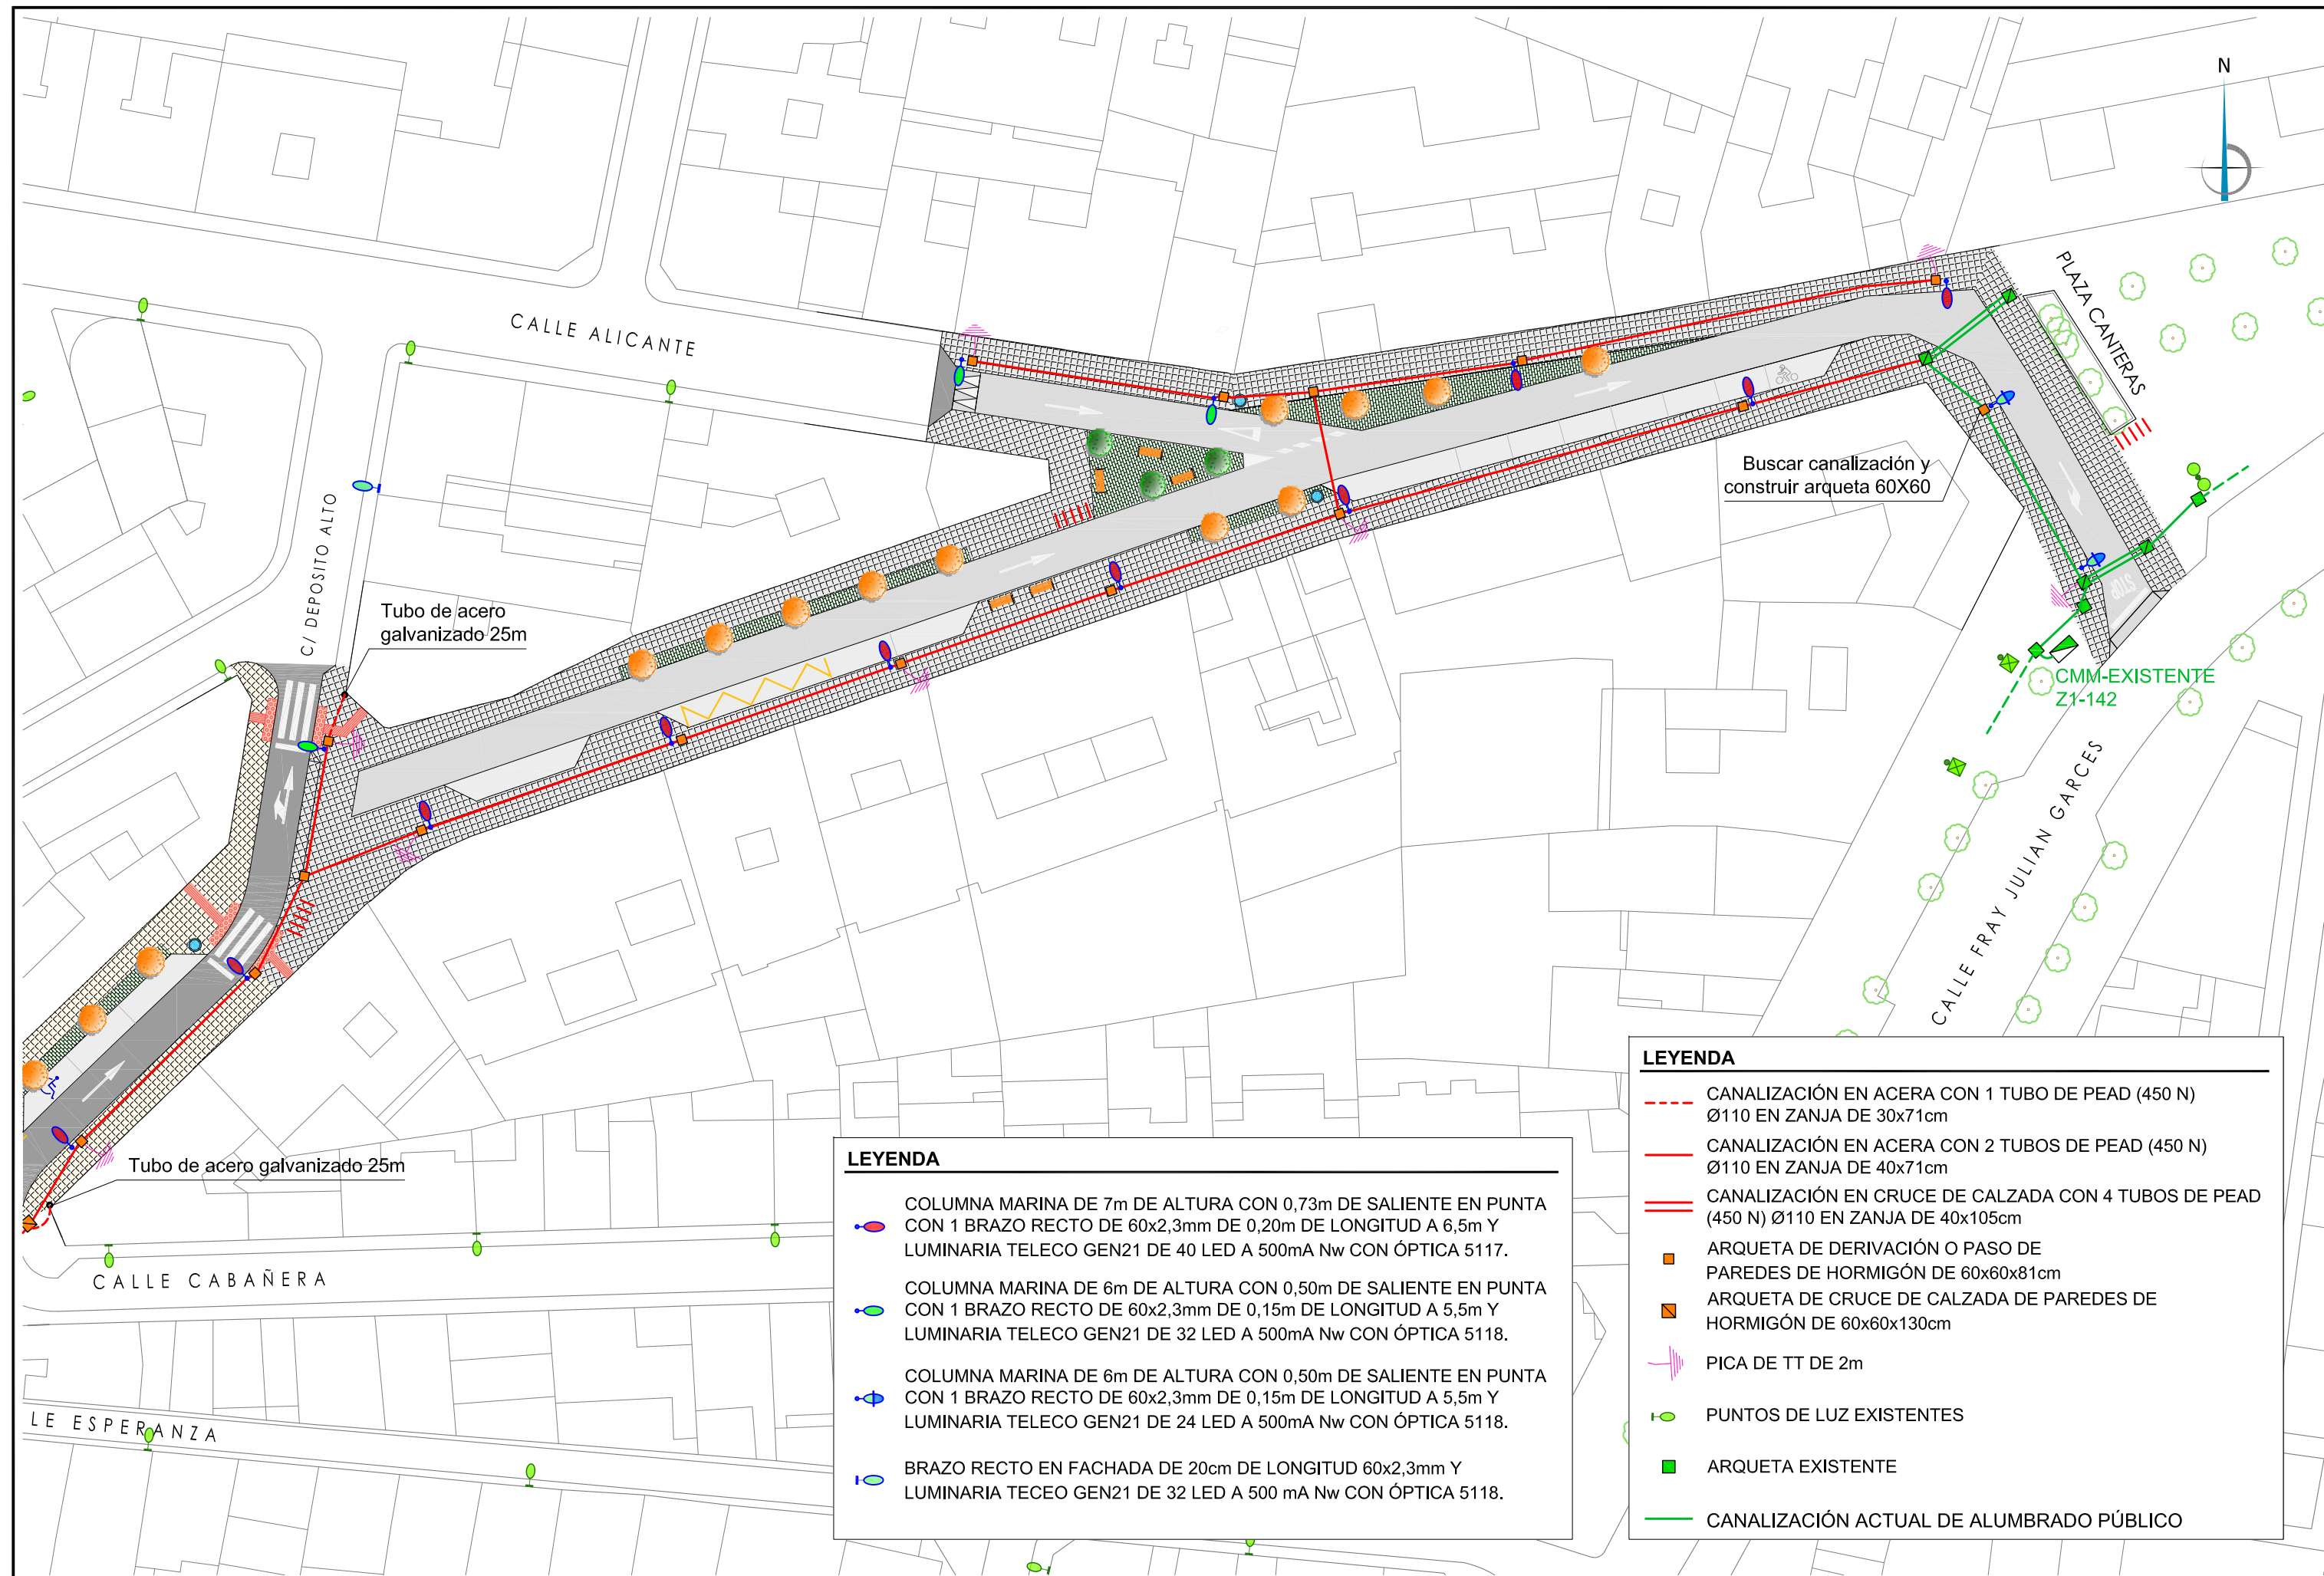 N
PLAZA CANTERAS
CALLE ALICANTE
C/ DEPOSITO ALTO
Buscar canalización y
construir arqueta 60X60
Tubo de acero
galvanizado 25m
STOP
CMM-EXISTENTE
Z1-142
CALLE FRAY JULIAN GARCES
Tubo de acero galvanizado 25m
CALLE CABAÑERA
LE ESPERANZA
LEYENDA
COLUMNA MARINA DE 7m DE ALTURA CON 0,73m DE SALIENTE EN PUNTA
CON 1 BRAZO RECTO DE 60x2,3mm DE 0,20m DE LONGITUD A 6,5m Y
LUMINARIA TELECO GEN21 DE 40 LED A 500mA Nw CON ÓPTICA 5117.
COLUMNA MARINA DE 6m DE ALTURA CON 0,50m DE SALIENTE EN PUNTA
CON 1 BRAZO RECTO DE 60x2,3mm DE 0,15m DE LONGITUD A 5,5m Y
LUMINARIA TELECO GEN21 DE 32 LED A 500mA Nw CON ÓPTICA 5118.
COLUMNA MARINA DE 6m DE ALTURA CON 0,50m DE SALIENTE EN PUNTA
CON 1 BRAZO RECTO DE 60x2,3mm DE 0,15m DE LONGITUD A 5,5m Y
LUMINARIA TELECO GEN21 DE 24 LED A 500mA Nw CON ÓPTICA 5118.
BRAZO RECTO EN FACHADA DE 20cm DE LONGITUD 60x2,3mm Y
LUMINARIA TECEO GEN21 DE 32 LED A 500 mA Nw CON ÓPTICA 5118.
LEYENDA
CANALIZACIÓN EN ACERA CON 1 TUBO DE PEAD (450 N)
Ø110 EN ZANJA DE 30x71cm
CANALIZACIÓN EN ACERA CON 2 TUBOS DE PEAD (450 N)
Ø110 EN ZANJA DE 40x71cm
CANALIZACIÓN EN CRUCE DE CALZADA CON 4 TUBOS DE PEAD
(450 N) Ø110 EN ZANJA DE 40x105cm
ARQUETA DE DERIVACIÓN O PASO DE
PAREDES DE HORMIGÓN DE 60x60x81cm
ARQUETA DE CRUCE DE CALZADA DE PAREDES DE
HORMIGÓN DE 60x60x130cm
PICA DE TT DE 2m
PUNTOS DE LUZ EXISTENTES
ARQUETA EXISTENTE
CANALIZACIÓN ACTUAL DE ALUMBRADO PÚBLICO